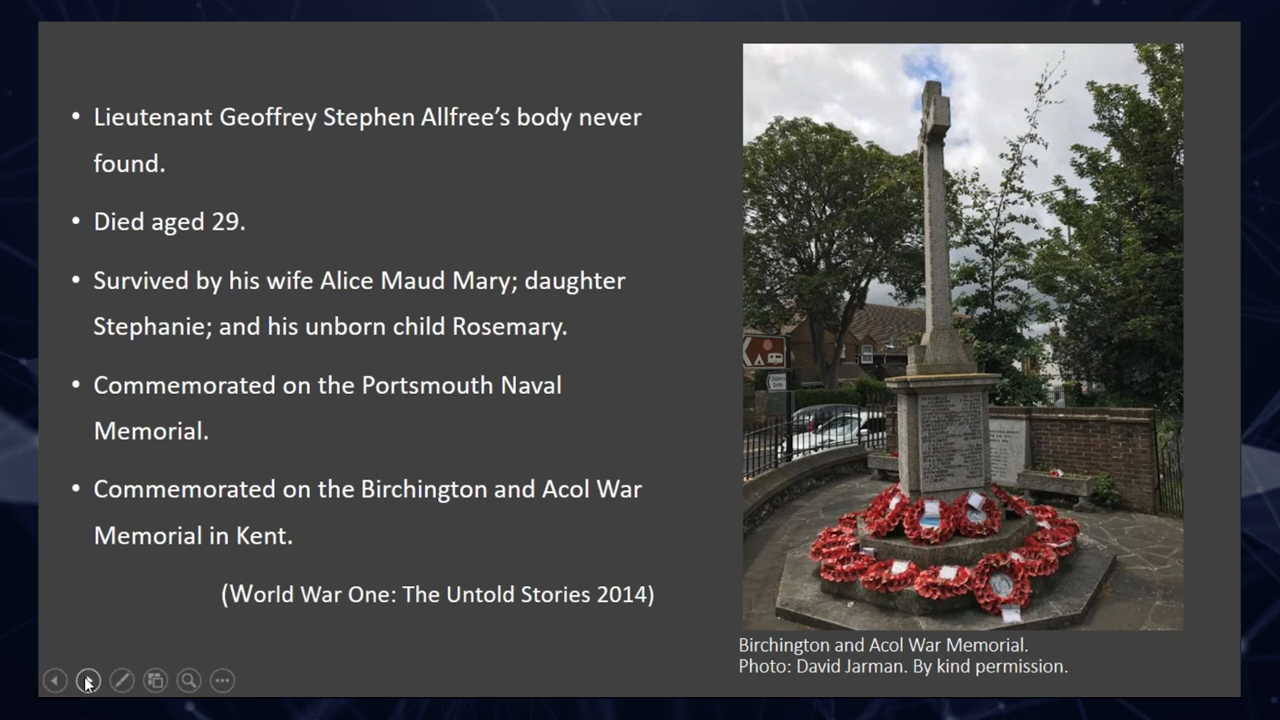 • Lieutenant Geoffrey Stephen Allfree’s body never
found.
• Died aged 29.
• Survived by his wife Alice Maud Mary; daughter
Stephanie; and his unborn child Rosemary.
• Commemorated on the Portsmouth Naval
Memorial.
• Commemorated on the Birchington and Acol War
Memorial in Kent.
(World War One: The Untold Stories 2014)
Birchington and Acol War Memorial.
Photo: David Jarman. By kind permission.